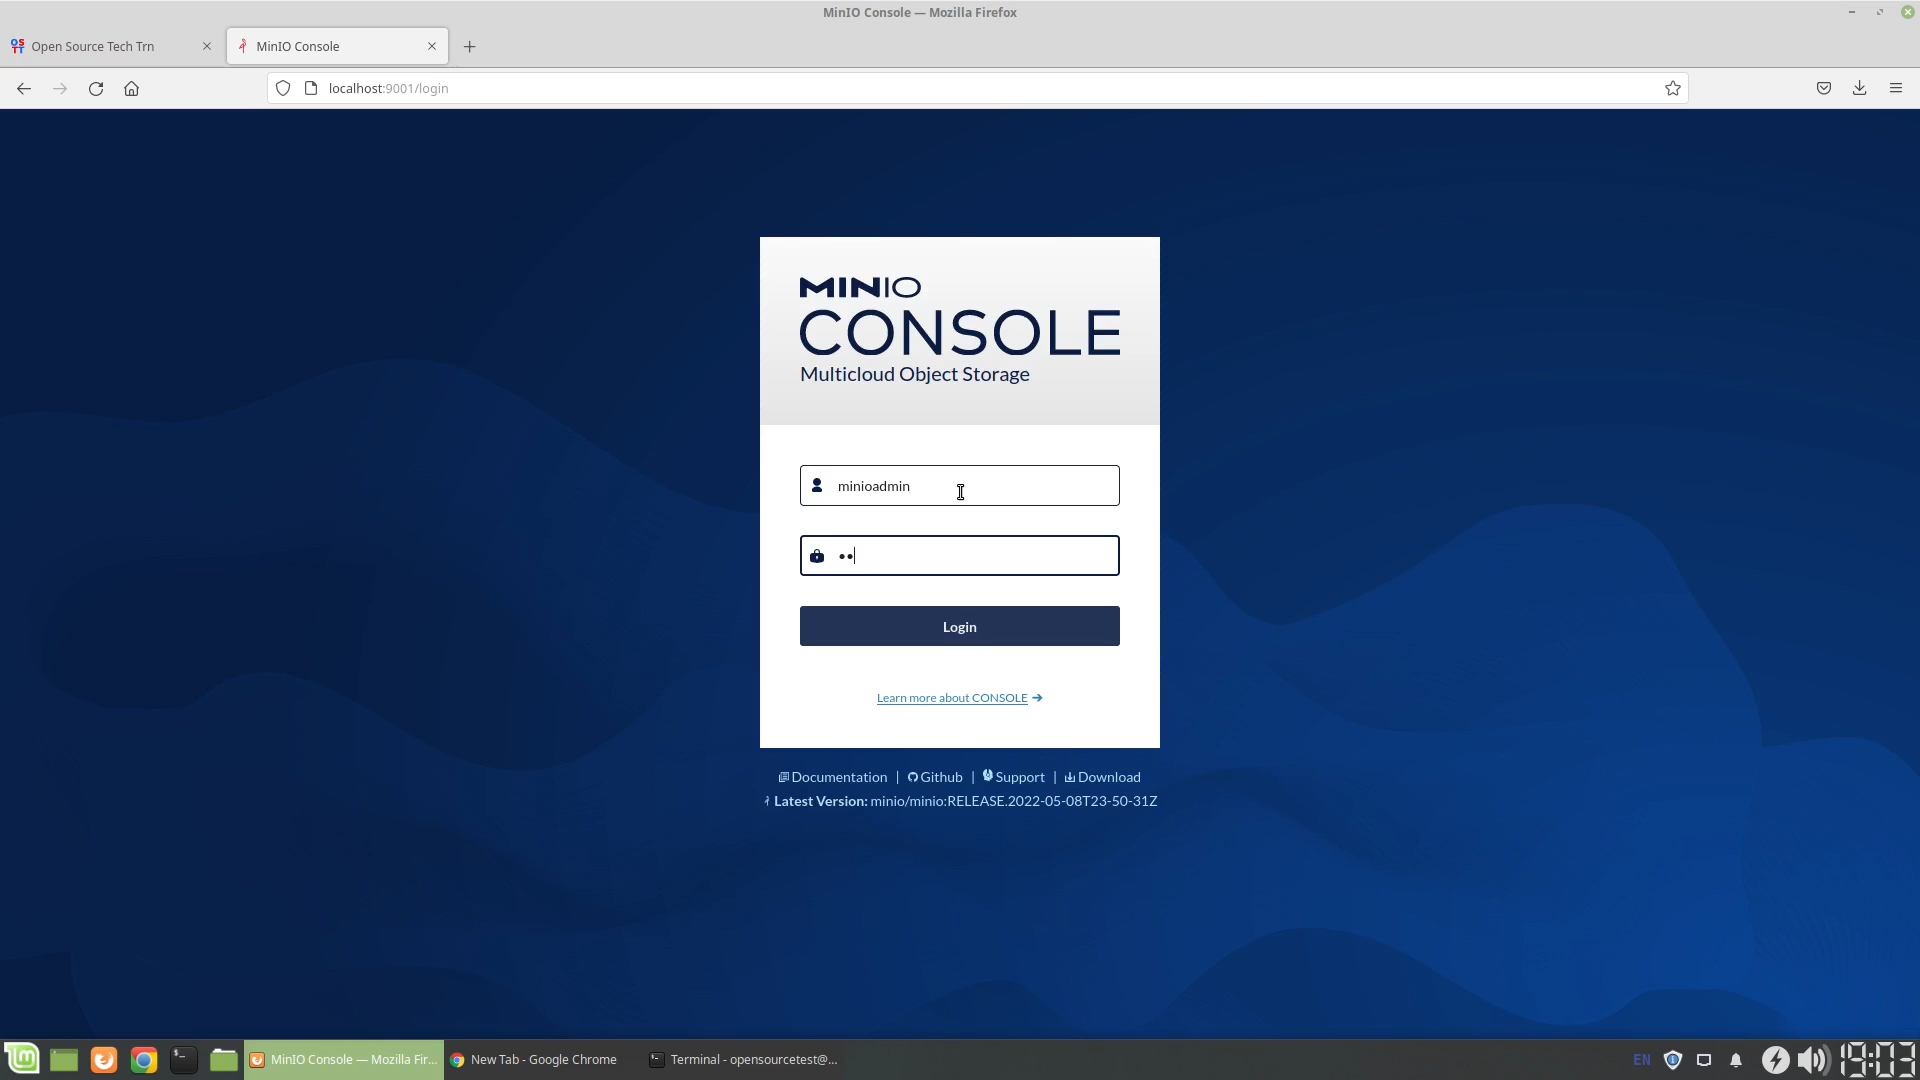 MinIO Console — Mozilla Firefox
Open Source Tech Trn
MinIO Console
localhost:9001/login
MINIO
CONSOLE
Multicloud Object Storage
minioadmin
••
Login
Learn more about CONSOLE →
Documentation | Github | Support | Download
Latest Version: minio/minio:RELEASE.2022-05-08T23-50-31Z
MinIO Console — Mozilla Fir...
New Tab - Google Chrome
Terminal - opensourcetest@...
EN
19:03